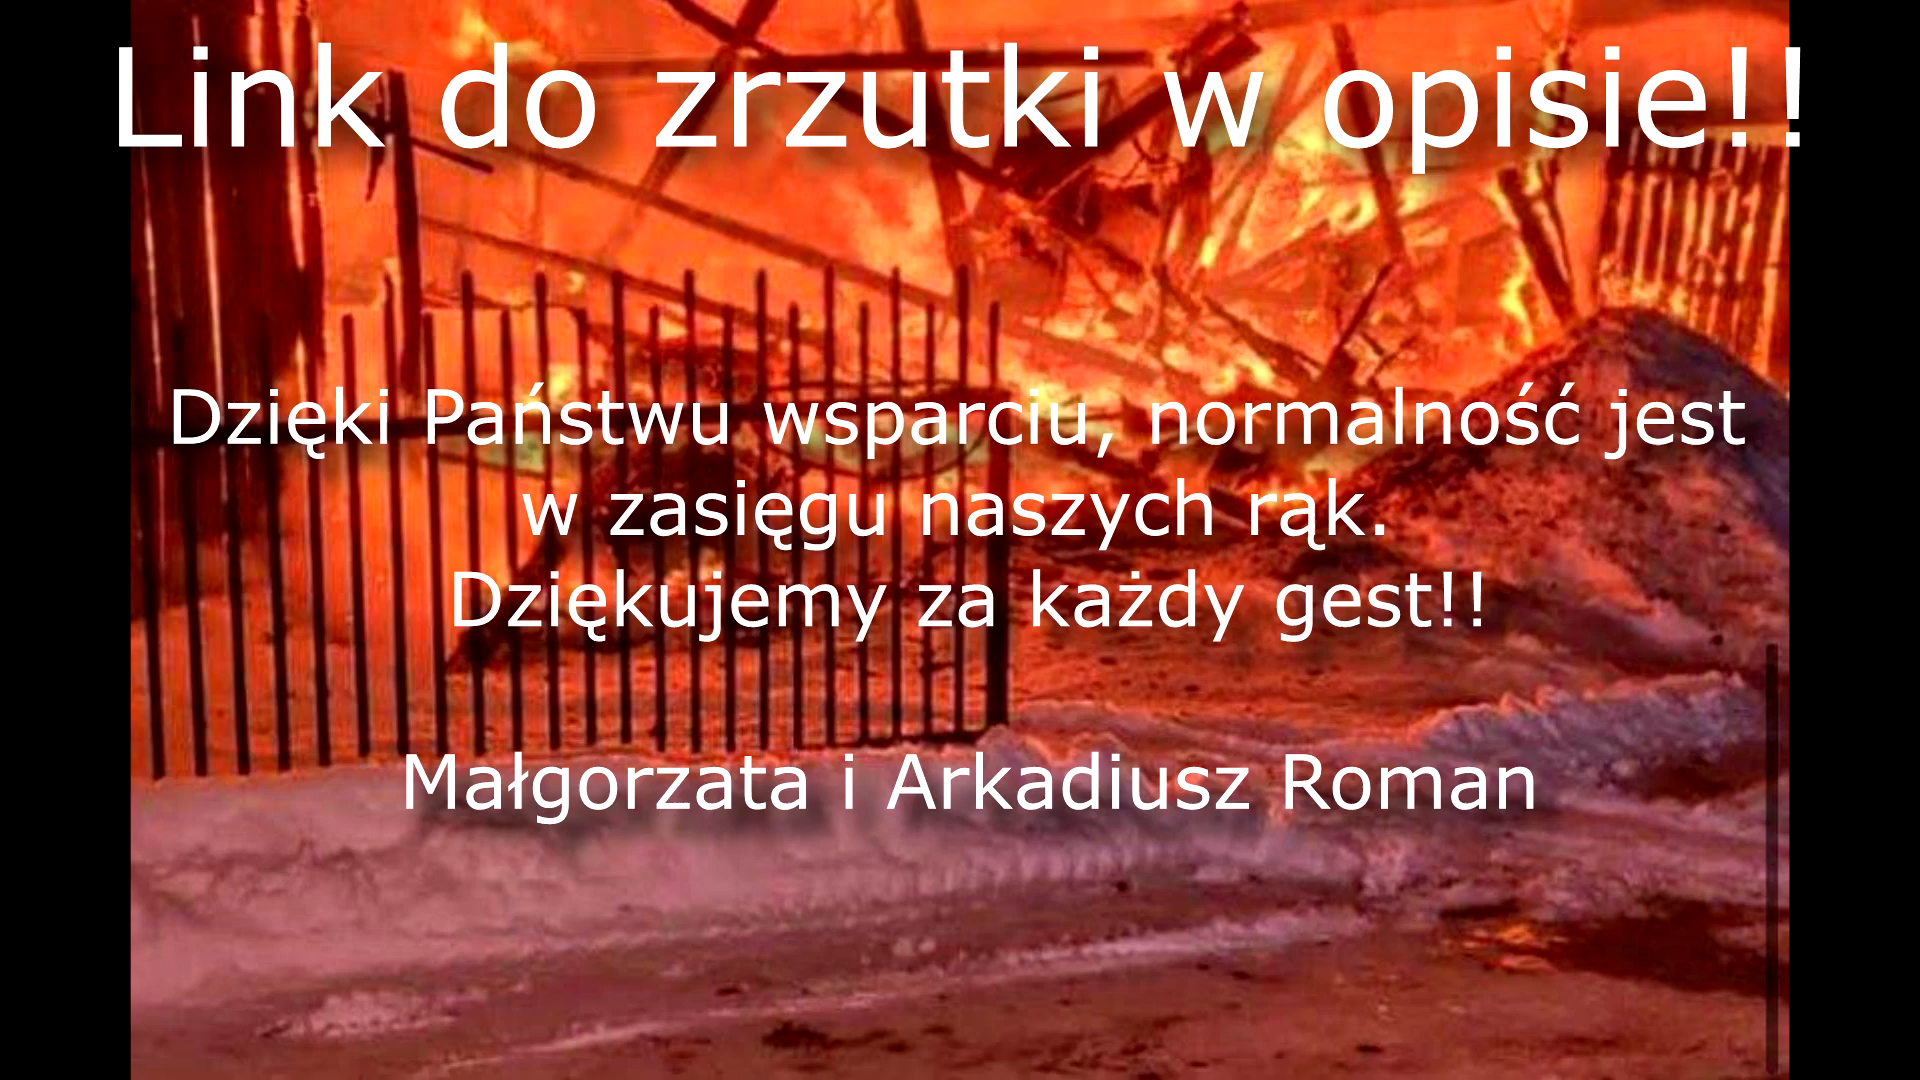 Link do zrzutki w opisie!!
Dzięki Państwu wsparciu, normalność jest
w zasięgu naszych rąk.
Dziękujemy za każdy gest!!
Małgorzata i Arkadiusz Roman